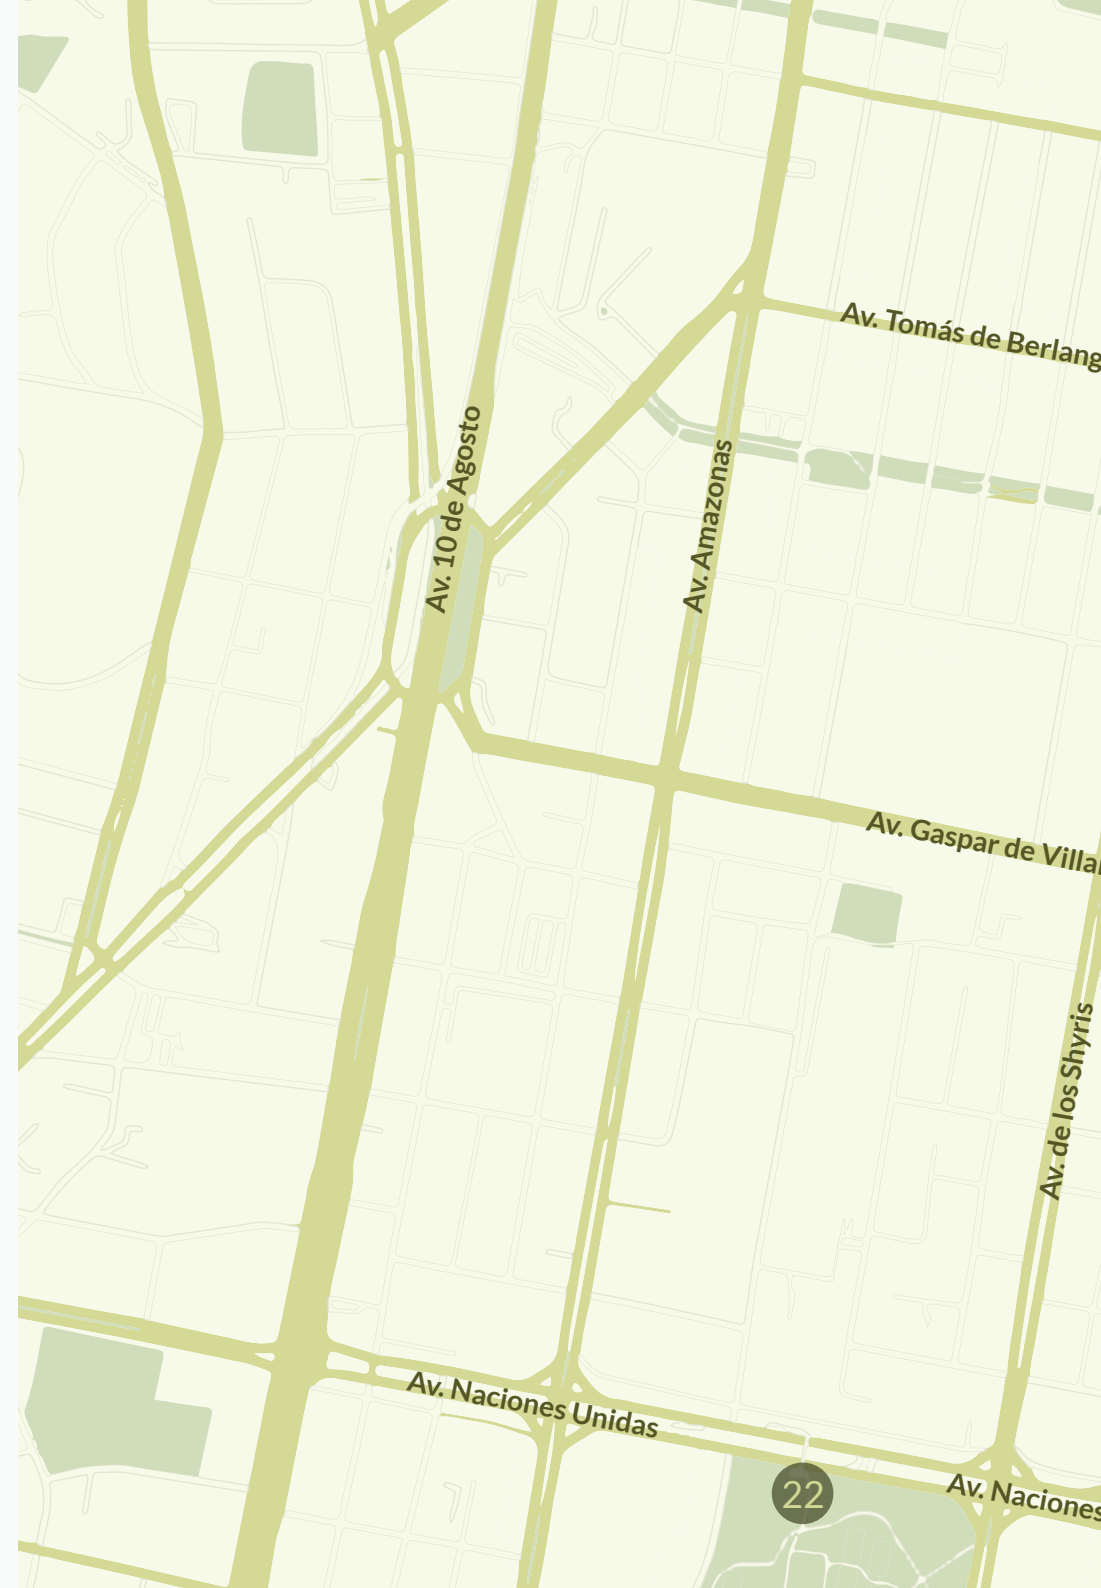 Av. Tomás de Berlang
Av. 10 de Agosto
Av. Amazonas
Av. Gaspar de Villar
Av. de los Shyris
Av. Naciones Unidas
Av. Naciones
22